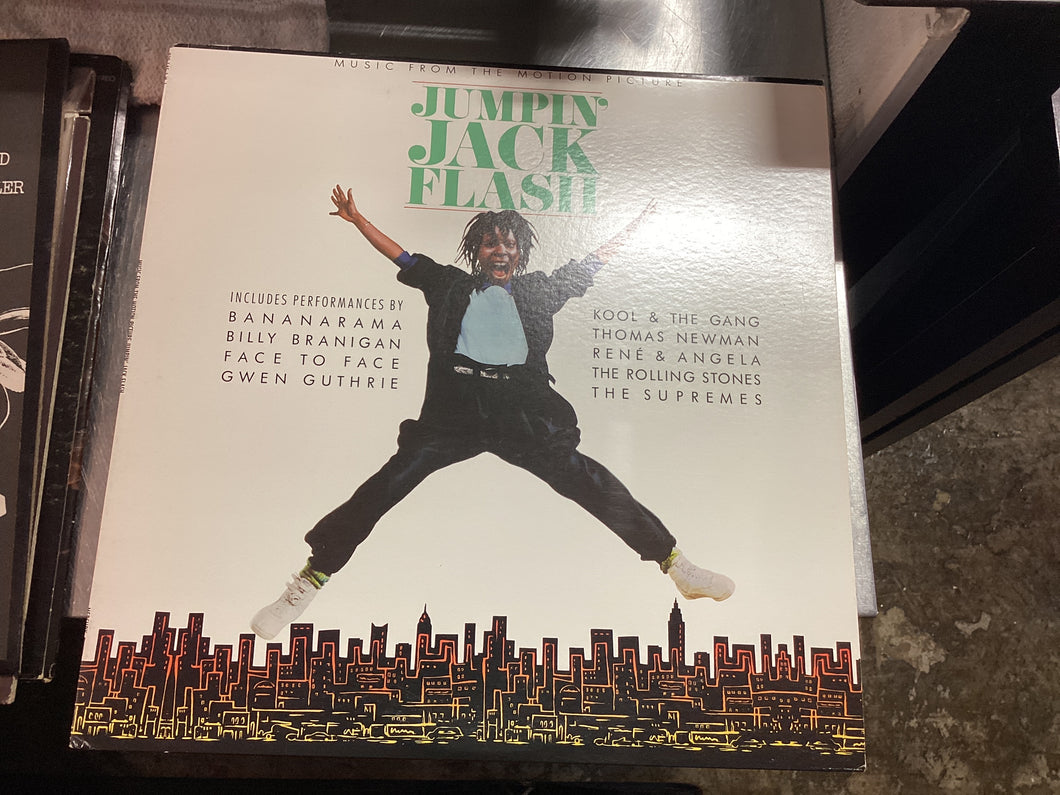 MUSIC FROM THE MOTION PICTURE
JUMPIN'
JACK
FLASH
INCLUDES PERFORMANCES BY
BANANARAMA
BILLY BRANIGAN
FACE TO FACE
GWEN GUTHRIE
KOOL & THE GANG
THOMAS NEWMAN
RENÉ & ANGELA
THE ROLLING STONES
THE SUPREMES